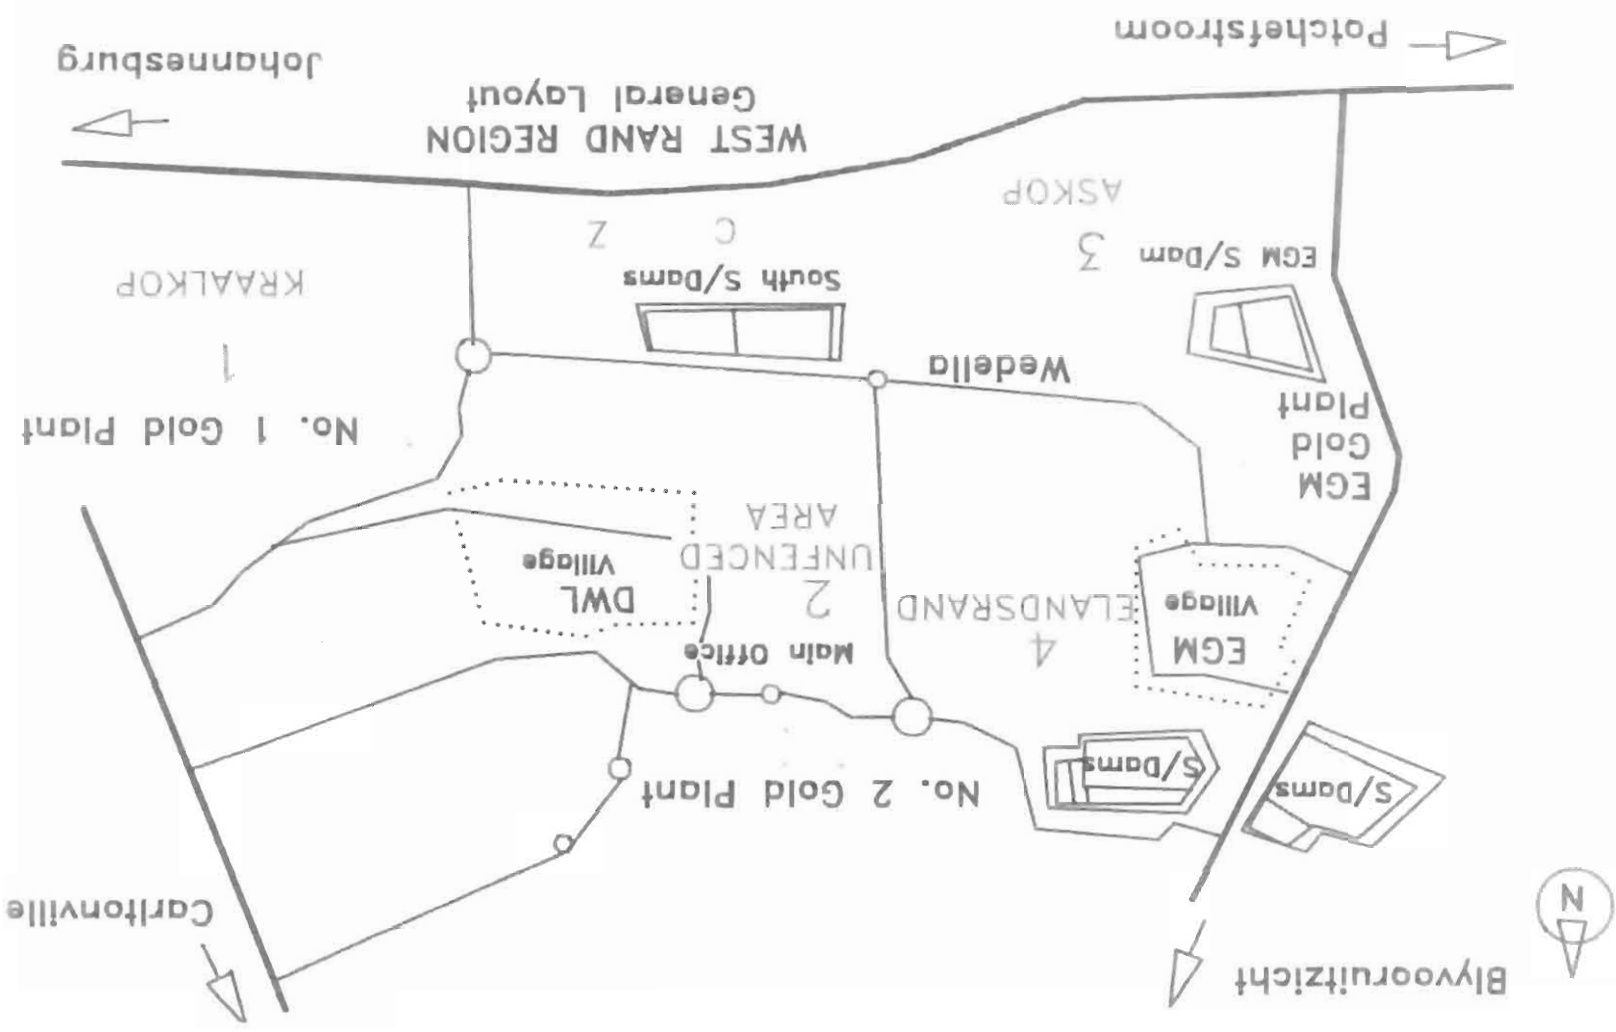 Blyvooruitzicht
N
Carltonville
S/Dams
S/Dams
No. 2 Gold Plant
EGM
Village
4
ELANDSRAND
Main Office
2
UNFENCED
AREA
DWL
Village
EGM
Gold
Plant
No. 1 Gold Plant
Wedella
1
KRAALKOP
EGM S/Dam
3
ASKOP
South S/Dams
C Z
WEST RAND REGION
General Layout
Potchefstroom
Johannesburg